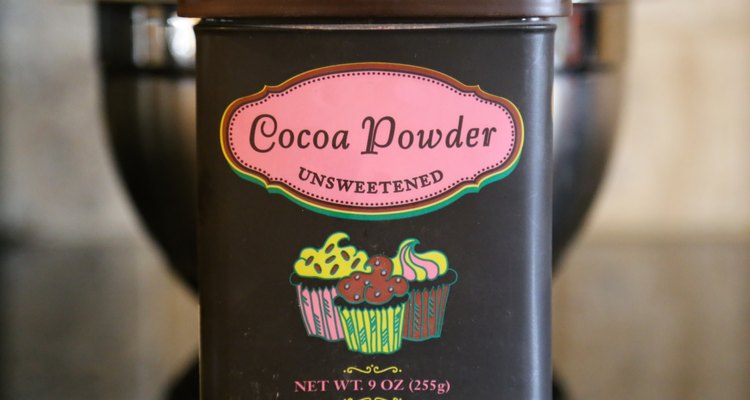 Cocoa Powder
UNSWEETENED
NET WT. 9 OZ (255g)